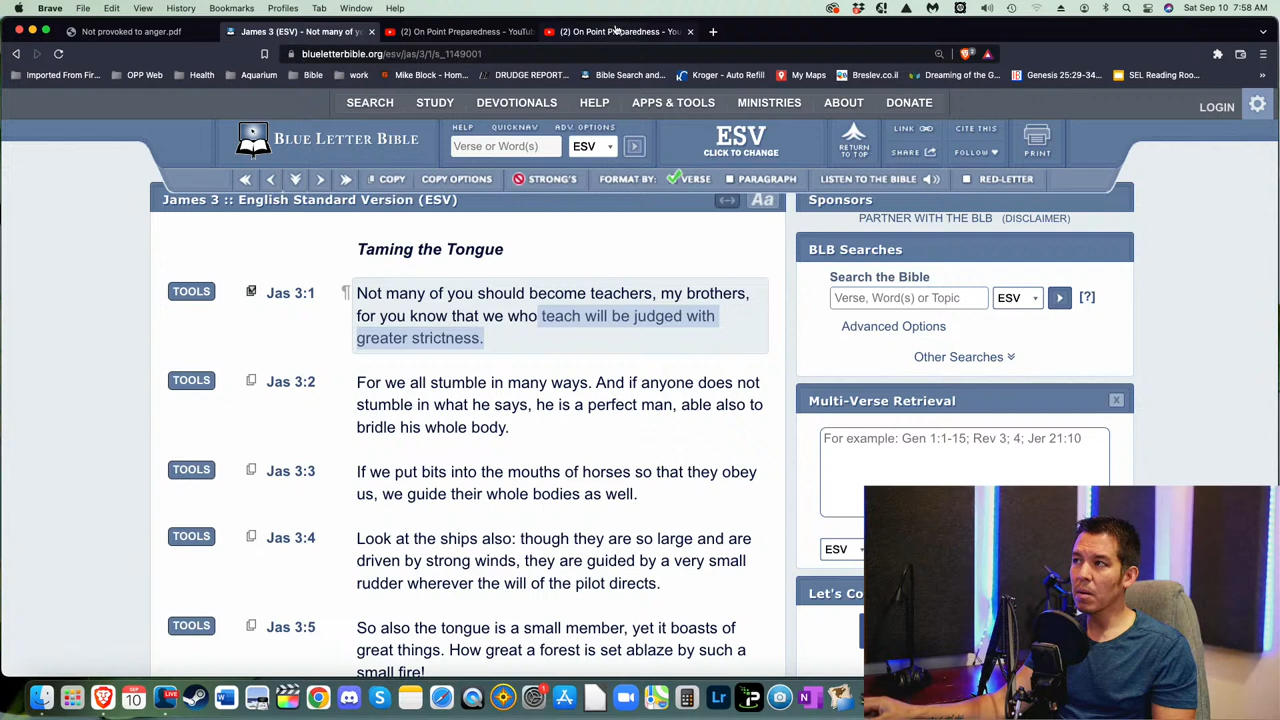 Brave File Edit View History Bookmarks Profiles Tab Window Help Sat Sep 10 7:58 AM
Not provoked to anger.pdf James 3 (ESV) - Not many of y (2) On Point Preparedness - YouTub (2) On Point Preparedness - You
blueletterbible.org/esv/jas/3/1/s_1149001
Imported From Fir... OPP Web Health Aquarium Bible work Mike Block - Hom... DRUDGE REPORT... Bible Search and... Kroger - Auto Refill My Maps Breslev.co.il Dreaming of the G... Genesis 25:29-34... SEL Reading Roo...
SEARCH STUDY DEVOTIONALS HELP APPS & TOOLS MINISTRIES ABOUT DONATE LOGIN
BLUE LETTER BIBLE
HELP QUICKNAV ADV. OPTIONS
Verse or Word(s) ESV
ESV
CLICK TO CHANGE
RETURN
TO TOP
LINK CITE THIS
SHARE FOLLOW PRINT
COPY COPY OPTIONS STRONG'S FORMAT BY: VERSE PARAGRAPH LISTEN TO THE BIBLE RED-LETTER
James 3 :: English Standard Version (ESV) Aa
Taming the Tongue
TOOLS Jas 3:1 ¶ Not many of you should become teachers, my brothers,
for you know that we who teach will be judged with
greater strictness.
TOOLS Jas 3:2 For we all stumble in many ways. And if anyone does not
stumble in what he says, he is a perfect man, able also to
bridle his whole body.
TOOLS Jas 3:3 If we put bits into the mouths of horses so that they obey
us, we guide their whole bodies as well.
TOOLS Jas 3:4 Look at the ships also: though they are so large and are
driven by strong winds, they are guided by a very small
rudder wherever the will of the pilot directs.
TOOLS Jas 3:5 So also the tongue is a small member, yet it boasts of
great things. How great a forest is set ablaze by such a
small fire!
Sponsors
PARTNER WITH THE BLB (DISCLAIMER)
BLB Searches
Search the Bible
Verse, Word(s) or Topic ESV [?]
Advanced Options
Other Searches
Multi-Verse Retrieval X
For example: Gen 1:1-15; Rev 3; 4; Jer 21:10
ESV
Let's Co